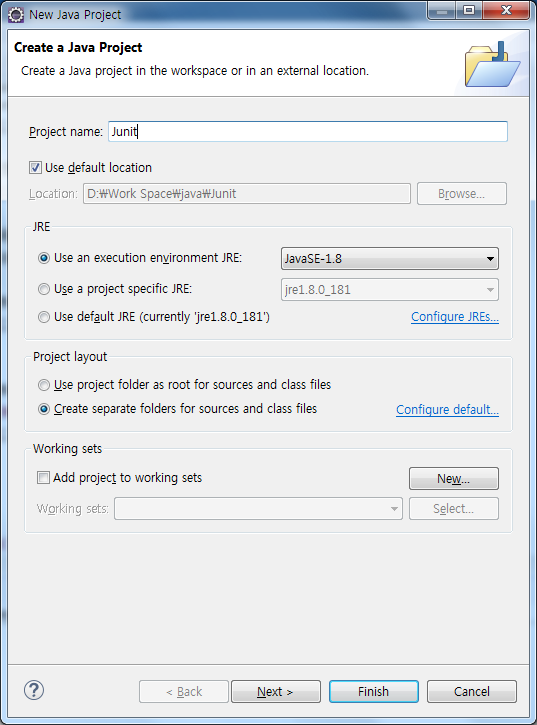 New Java Project
Create a Java Project
Create a Java project in the workspace or in an external location.
Project name: Junit
Use default location
Location: D:₩Work Space₩java₩Junit Browse...
JRE
Use an execution environment JRE: JavaSE-1.8
Use a project specific JRE: jre1.8.0_181
Use default JRE (currently 'jre1.8.0_181') Configure JREs...
Project layout
Use project folder as root for sources and class files
Create separate folders for sources and class files Configure default...
Working sets
Add project to working sets New...
Working sets: Select...
? < Back Next > Finish Cancel